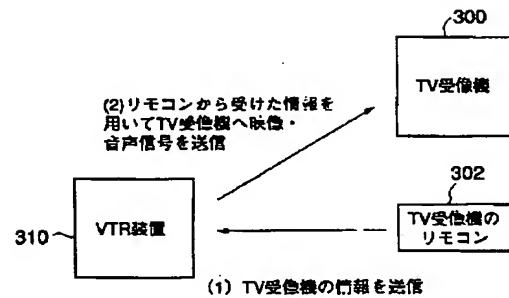 300
TV受像機
(2)リモコンから受けた情報を
用いてTV受像機へ映像・
音声信号を送信
302
TV受像機の
リモコン
310
VTR装置
(1) TV受像機の情報を送信